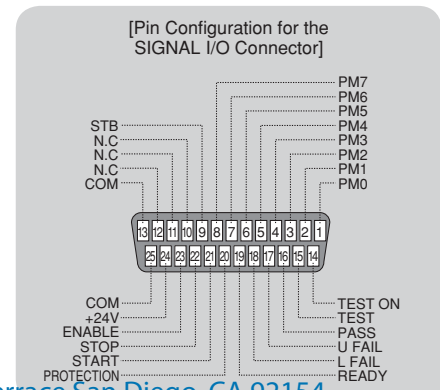 [Pin Configuration for the
SIGNAL I/O Connector]
PM7
PM6
PM5
STB PM4
N.C PM3
N.C PM2
N.C PM1
COM PM0
13 12 11 10 9 8 7 6 5 4 3 2 1
25 24 23 22 21 20 19 18 17 16 15 14
COM TEST ON
+24V TEST
ENABLE PASS
STOP U FAIL
START L FAIL
PROTECTION READY
San Diego, CA 92154